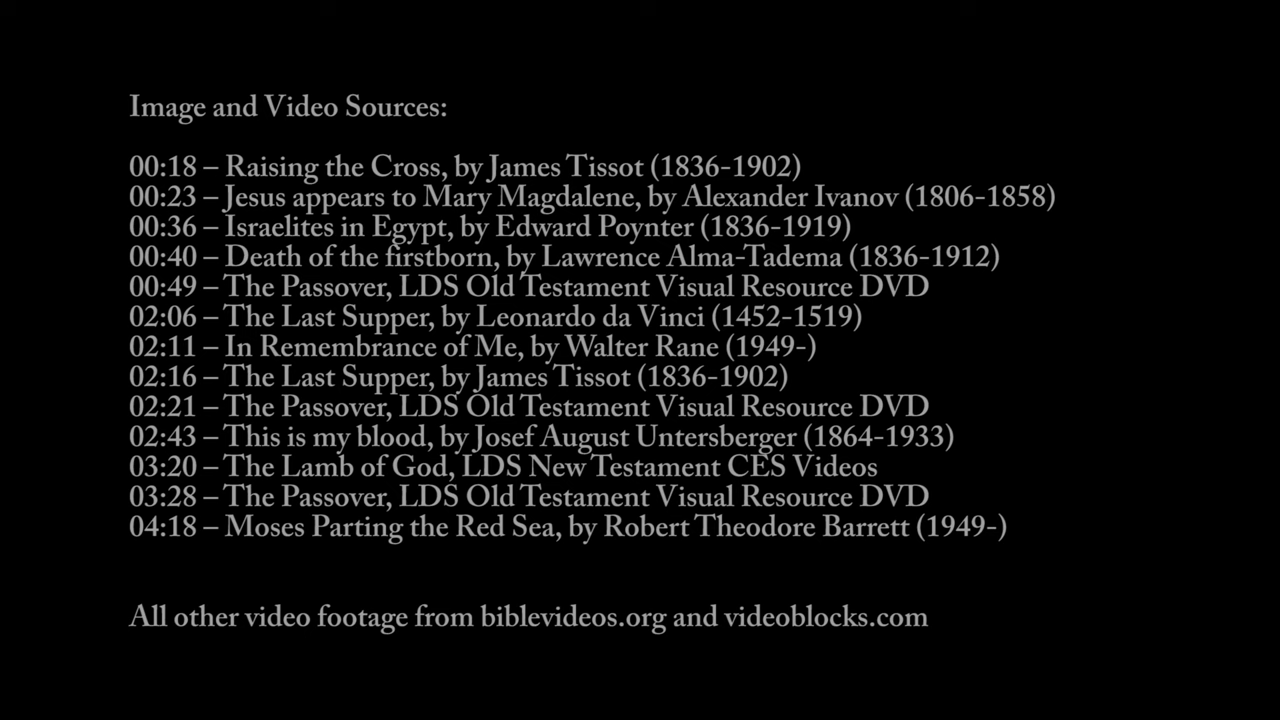 Image and Video Sources:
00:18 – Raising the Cross, by James Tissot (1836-1902)
00:23 – Jesus appears to Mary Magdalene, by Alexander Ivanov (1806-1858)
00:36 – Israelites in Egypt, by Edward Poynter (1836-1919)
00:40 – Death of the firstborn, by Lawrence Alma-Tadema (1836-1912)
00:49 – The Passover, LDS Old Testament Visual Resource DVD
02:06 – The Last Supper, by Leonardo da Vinci (1452-1519)
02:11 – In Remembrance of Me, by Walter Rane (1949-)
02:16 – The Last Supper, by James Tissot (1836-1902)
02:21 – The Passover, LDS Old Testament Visual Resource DVD
02:43 – This is my blood, by Josef August Untersberger (1864-1933)
03:20 – The Lamb of God, LDS New Testament CES Videos
03:28 – The Passover, LDS Old Testament Visual Resource DVD
04:18 – Moses Parting the Red Sea, by Robert Theodore Barrett (1949-)
All other video footage from biblevideos.org and videoblocks.com